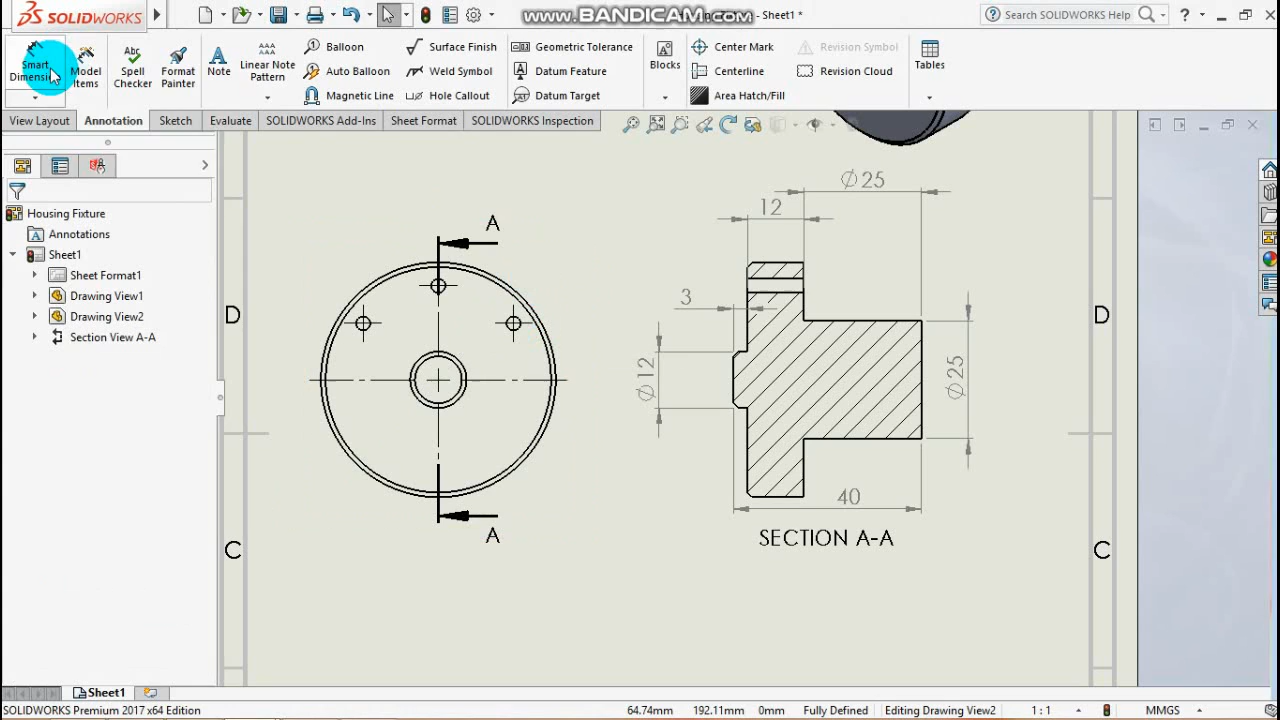 SOLIDWORKS
www.BANDICAM.com
- Sheet1 *
Search SOLIDWORKS Help
?
Smart
Dimension
Model
Items
Abc
Spell
Checker
Format
Painter
A
Note
Linear Note
Pattern
Balloon
Auto Balloon
Magnetic Line
Surface Finish
Weld Symbol
Hole Callout
Geometric Tolerance
Datum Feature
Datum Target
Blocks
Center Mark
Centerline
Area Hatch/Fill
Revision Symbol
Revision Cloud
Tables
View Layout
Annotation
Sketch
Evaluate
SOLIDWORKS Add-Ins
Sheet Format
SOLIDWORKS Inspection
Housing Fixture
Annotations
Sheet1
Sheet Format1
Drawing View1
Drawing View2
Section View A-A
A
A
D
D
C
C
∅25
12
3
∅12
∅25
40
SECTION A-A
Sheet1
SOLIDWORKS Premium 2017 x64 Edition
64.74mm
192.11mm
0mm
Fully Defined
Editing Drawing View2
1 : 1
MMGS